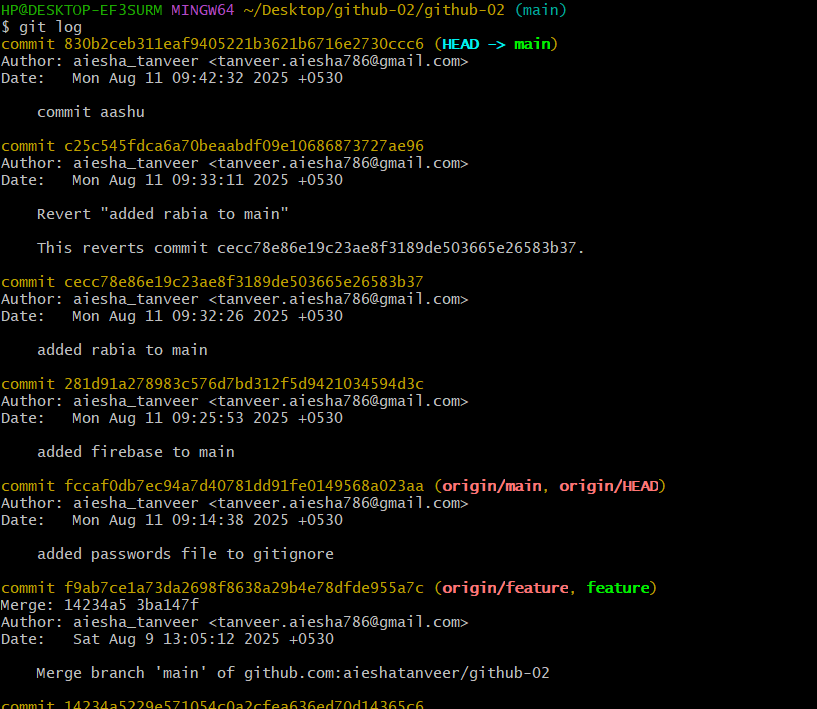 HP@DESKTOP-EF3SURM MINGW64 ~/Desktop/github-02/github-02 (main)
$ git log
commit 830b2ceb311eaf9405221b3621b6716e2730ccc6 (HEAD -> main)
Author: aiesha_tanveer <tanveer.aiesha786@gmail.com>
Date:   Mon Aug 11 09:42:32 2025 +0530

    commit aashu

commit c25c545fdca6a70beaabdf09e10686873727ae96
Author: aiesha_tanveer <tanveer.aiesha786@gmail.com>
Date:   Mon Aug 11 09:33:11 2025 +0530

    Revert "added rabia to main"

    This reverts commit cecc78e86e19c23ae8f3189de503665e26583b37.

commit cecc78e86e19c23ae8f3189de503665e26583b37
Author: aiesha_tanveer <tanveer.aiesha786@gmail.com>
Date:   Mon Aug 11 09:32:26 2025 +0530

    added rabia to main

commit 281d91a278983c576d7bd312f5d9421034594d3c
Author: aiesha_tanveer <tanveer.aiesha786@gmail.com>
Date:   Mon Aug 11 09:25:53 2025 +0530

    added firebase to main

commit fccaf0db7ec94a7d40781dd91fe0149568a023aa (origin/main, origin/HEAD)
Author: aiesha_tanveer <tanveer.aiesha786@gmail.com>
Date:   Mon Aug 11 09:14:38 2025 +0530

    added passwords file to gitignore

commit f9ab7ce1a73da2698f8638a29b4e78dfde955a7c (origin/feature, feature)
Merge: 14234a5 3ba147f
Author: aiesha_tanveer <tanveer.aiesha786@gmail.com>
Date:   Sat Aug 9 13:05:12 2025 +0530

    Merge branch 'main' of github.com:aieshatanveer/github-02

commit 14234a5229e571054c0a2cfea636ed70d14365c6